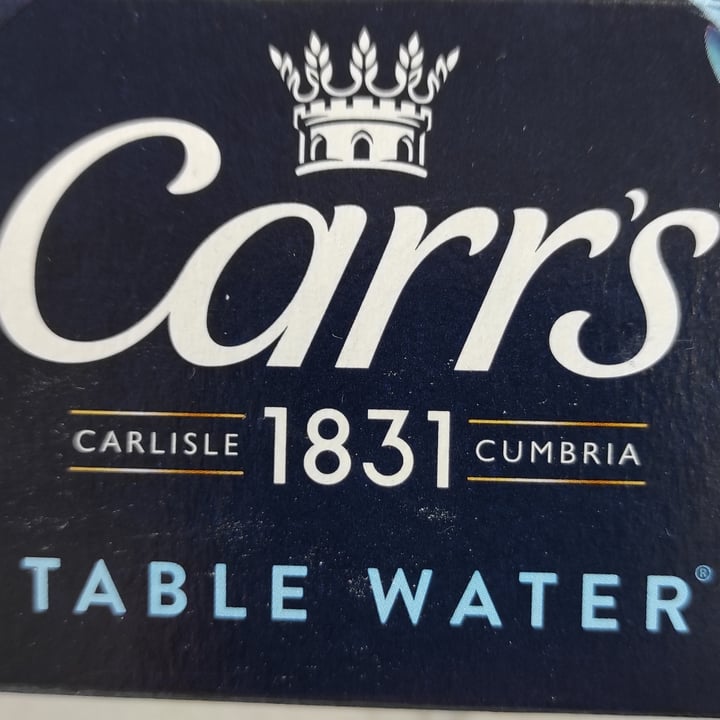 Carr's
CARLISLE 1831 CUMBRIA
TABLE WATER®